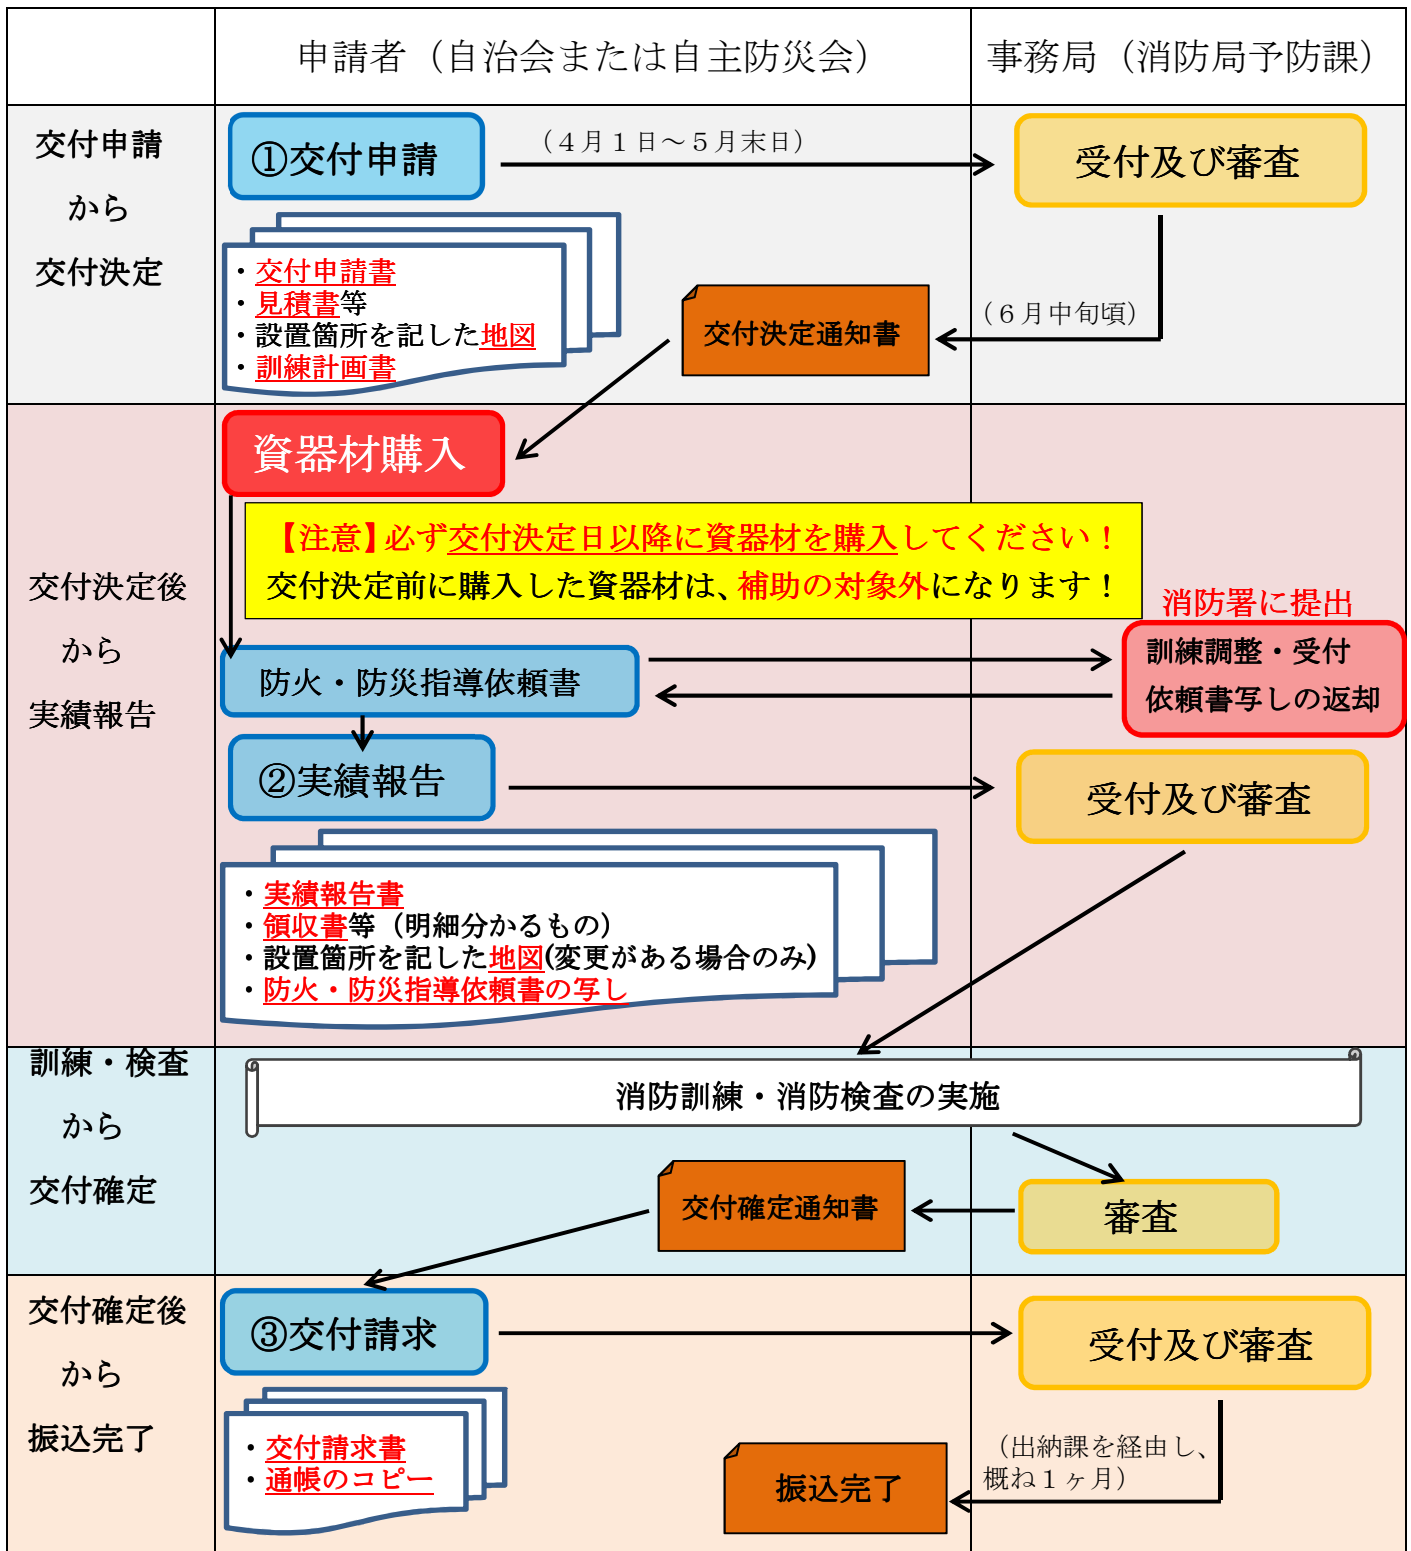 申請者（自治会または自主防災会）
事務局（消防局予防課）
交付申請
から
交付決定
①交付申請
（４月１日～５月末日）
受付及び審査
・交付申請書
・見積書等
・設置箇所を記した地図
・訓練計画書
交付決定通知書
（６月中旬頃）
交付決定後
から
実績報告
資器材購入
【注意】必ず交付決定日以降に資器材を購入してください！
交付決定前に購入した資器材は、補助の対象外になります！
消防署に提出
防火・防災指導依頼書
訓練調整・受付
依頼書写しの返却
②実績報告
受付及び審査
・実績報告書
・領収書等（明細分かるもの）
・設置箇所を記した地図(変更がある場合のみ)
・防火・防災指導依頼書の写し
訓練・検査
から
交付確定
消防訓練・消防検査の実施
交付確定通知書
審査
交付確定後
から
振込完了
③交付請求
受付及び審査
・交付請求書
・通帳のコピー
振込完了
（出納課を経由し、
概ね１ヶ月）